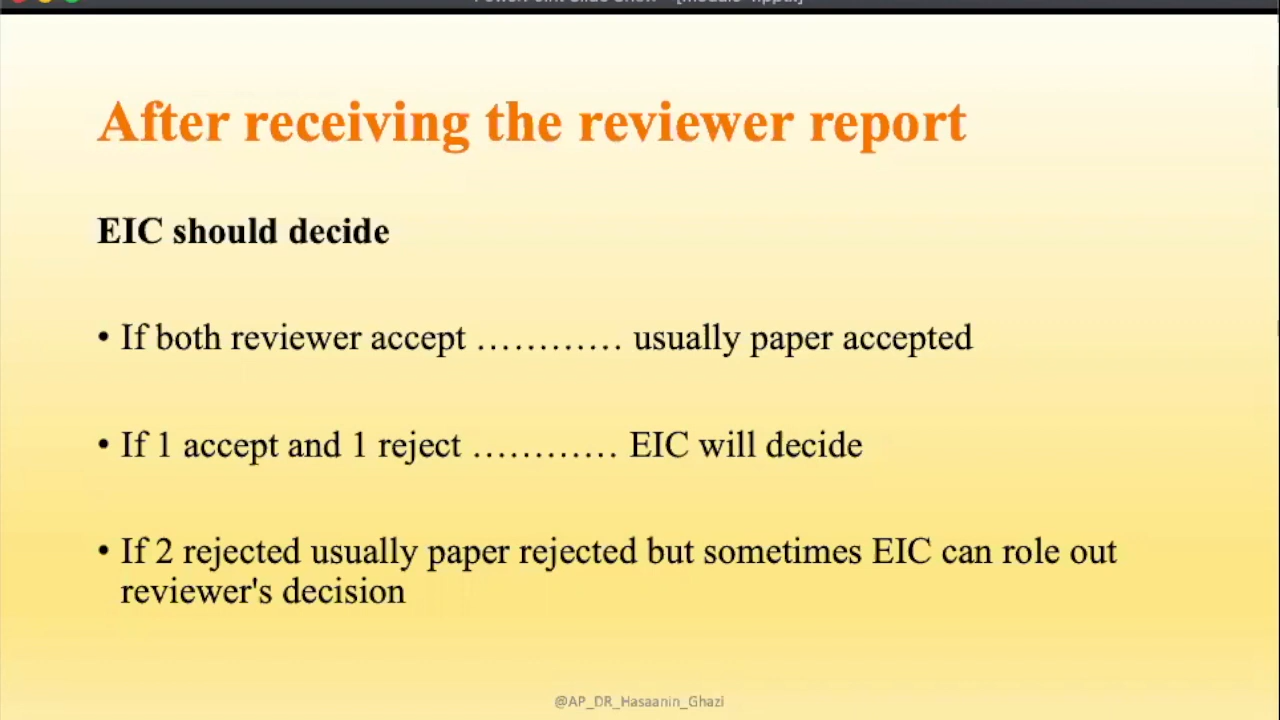 After receiving the reviewer report
EIC should decide
• If both reviewer accept ………… usually paper accepted
• If 1 accept and 1 reject ………… EIC will decide
• If 2 rejected usually paper rejected but sometimes EIC can role out
reviewer's decision
@AP_DR_Hasaanin_Ghazi